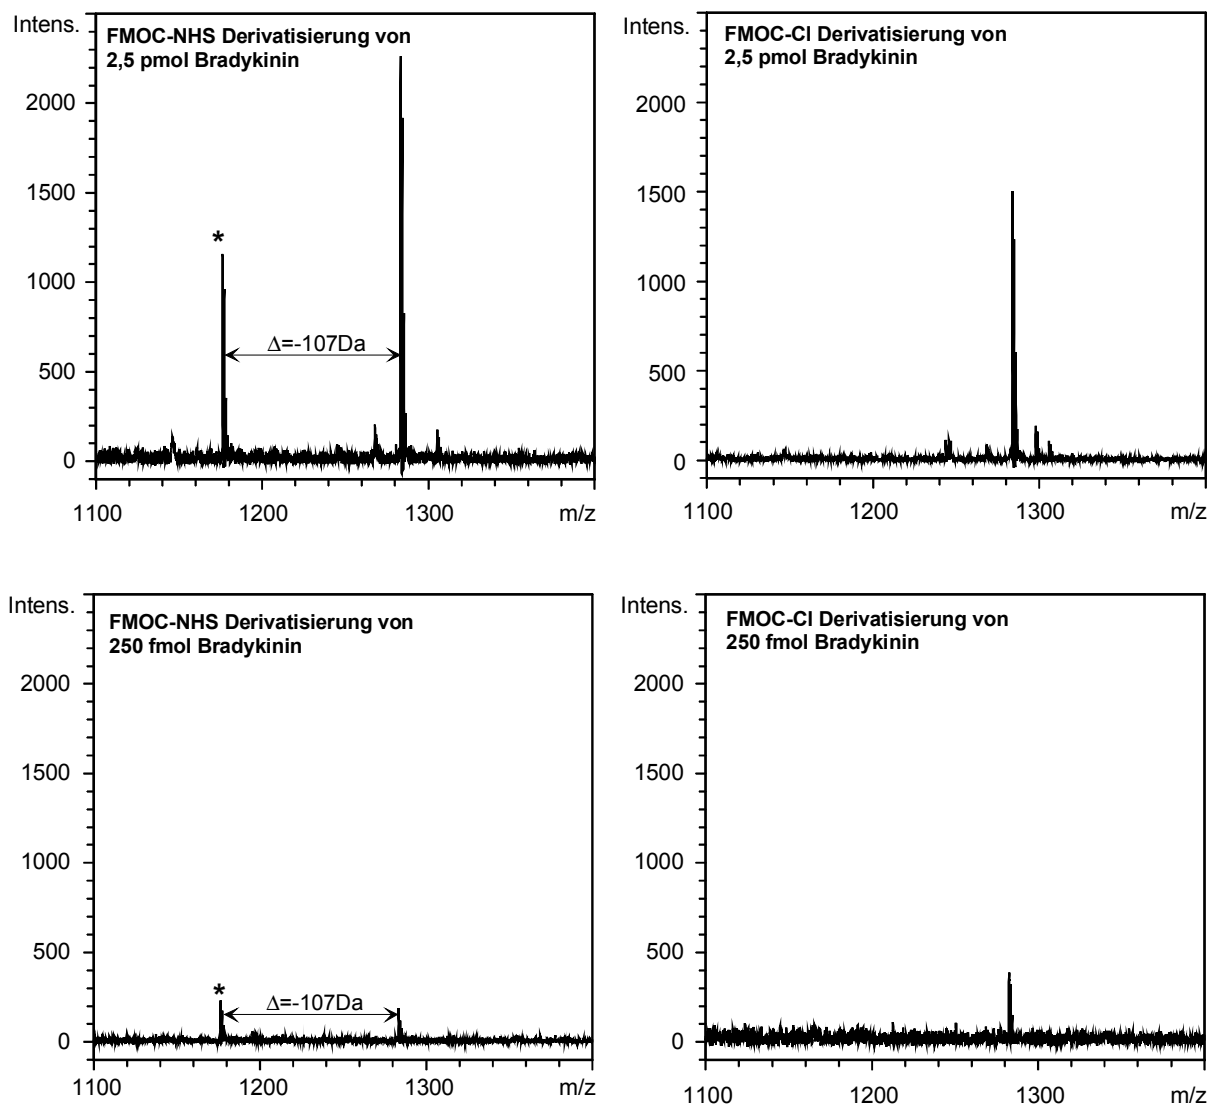 Intens.
FMOC-NHS Derivatisierung von
2,5 pmol Bradykinin
2000
1500
*
1000
Δ=-107Da
500
0
1100
1200
1300
m/z
Intens.
FMOC-Cl Derivatisierung von
2,5 pmol Bradykinin
2000
1500
1000
500
0
1100
1200
1300
m/z
Intens.
FMOC-NHS Derivatisierung von
250 fmol Bradykinin
2000
1500
1000
500
*
Δ=-107Da
0
1100
1200
1300
m/z
Intens.
FMOC-Cl Derivatisierung von
250 fmol Bradykinin
2000
1500
1000
500
0
1100
1200
1300
m/z